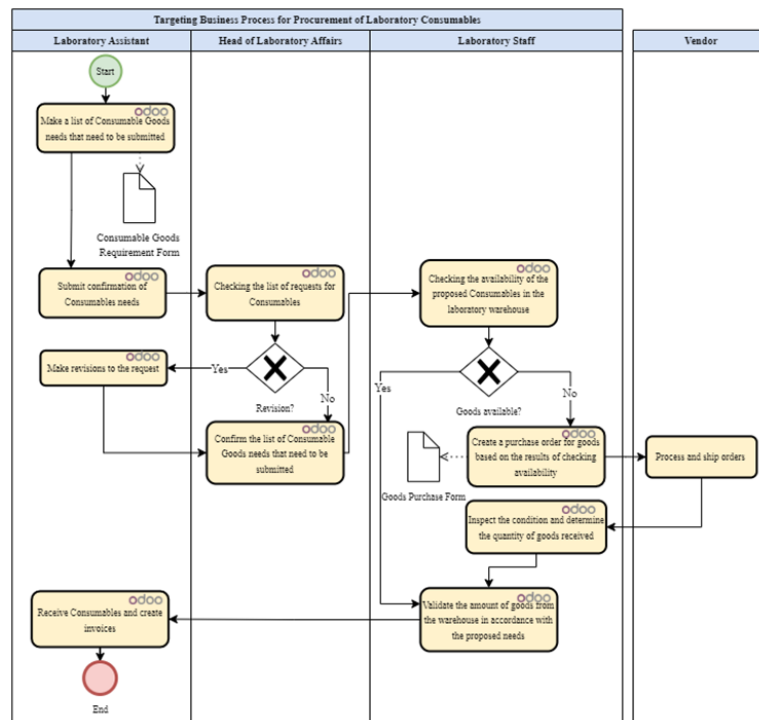 Targeting Business Process for Procurement of Laboratory Consumables
Laboratory Assistant
Head of Laboratory Affairs
Laboratory Staff
Vendor
Start
odoo
Make a list of Consumable Goods
needs that need to be submitted
Consumable Goods
Requirement Form
odoo
Submit confirmation of
Consumables needs
odoo
Checking the list of requests for
Consumables
odoo
Checking the availability of the
proposed Consumables in the
laboratory warehouse
odoo
Make revisions to the request
Yes
No
Revision?
Yes
No
Goods available?
odoo
Confirm the list of Consumable
Goods needs that need to be
submitted
odoo
Create a purchase order for goods
based on the results of checking
availability
Goods Purchase Form
Process and ship orders
odoo
Inspect the condition and determine
the quantity of goods received
odoo
Validate the amount of goods from
the warehouse in accordance with
the proposed needs
odoo
Receive Consumables and create
invoices
End